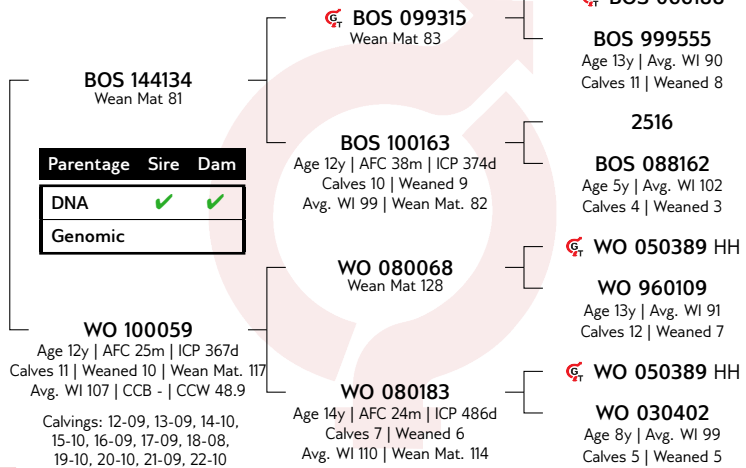 BOS 144134
Wean Mat 81
Parentage Sire Dam
DNA ✔ ✔
Genomic
WO 100059
Age 12y | AFC 25m | ICP 367d
Calves 11 | Weaned 10 | Wean Mat. 117
Avg. WI 107 | CCB - | CCW 48.9
Calvings: 12-09, 13-09, 14-10,
15-10, 16-09, 17-09, 18-08,
19-10, 20-10, 21-09, 22-10
GT BOS 099315
Wean Mat 83
BOS 100163
Age 12y | AFC 38m | ICP 374d
Calves 10 | Weaned 9
Avg. WI 99 | Wean Mat. 82
WO 080068
Wean Mat 128
WO 080183
Age 14y | AFC 24m | ICP 486d
Calves 7 | Weaned 6
Avg. WI 110 | Wean Mat. 114
BOS
BOS 999555
Age 13y | Avg. WI 90
Calves 11 | Weaned 8
2516
BOS 088162
Age 5y | Avg. WI 102
Calves 4 | Weaned 3
GT WO 050389 HH
WO 960109
Age 13y | Avg. WI 91
Calves 12 | Weaned 7
GT WO 050389 HH
WO 030402
Age 8y | Avg. WI 99
Calves 5 | Weaned 5